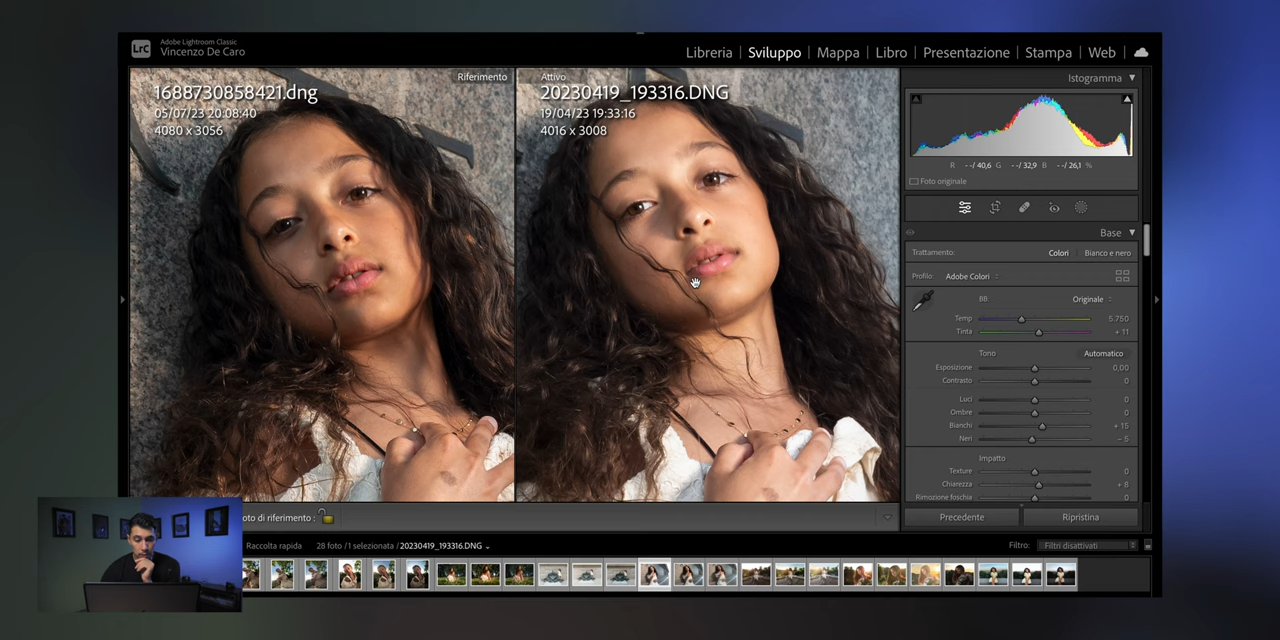 LrC
Adobe Lightroom Classic
Vincenzo De Caro
Libreria | Sviluppo | Mappa | Libro | Presentazione | Stampa | Web
Riferimento
1688730858421.dng
05/07/23 20:08:40
4080 x 3056
Attivo
20230419_193316.DNG
19/04/23 19:33:16
4016 x 3008
Istogramma
R --/ 40,6 G --/ 32,9 B --/ 26,1 %
Foto originale
Base
Trattamento: Colori Bianco e nero
Profilo: Adobe Colori
BB: Originale
Temp 5.750
Tinta + 11
Tono Automatico
Esposizione 0,00
Contrasto 0
Luci 0
Ombre 0
Bianchi + 15
Neri - 5
Impatto
Texture 0
Chiarezza + 8
Rimozione foschia 0
oto di riferimento :
Precedente Ripristina
Raccolta rapida 28 foto /1 selezionata / 20230419_193316.DNG
Filtro: Filtri disattivati